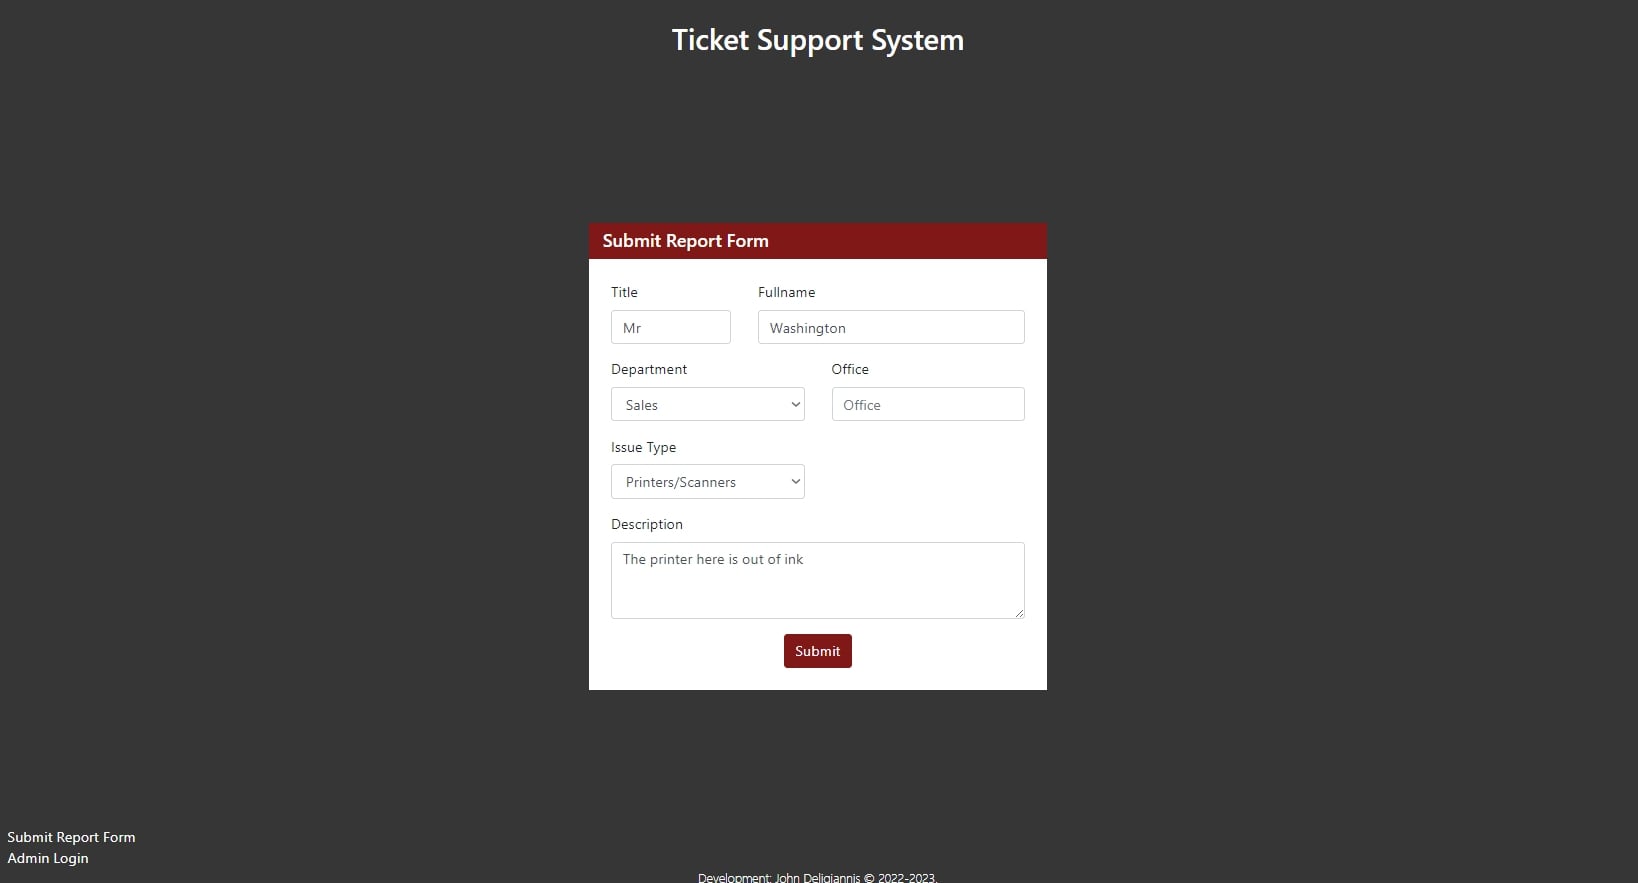 Ticket Support System
Submit Report Form
Title Fullname
Mr Washington
Department Office
Sales Office
Issue Type
Printers/Scanners
Description
The printer here is out of ink
Submit
Submit Report Form
Admin Login
Development: John Deligiannis © 2022-2023.